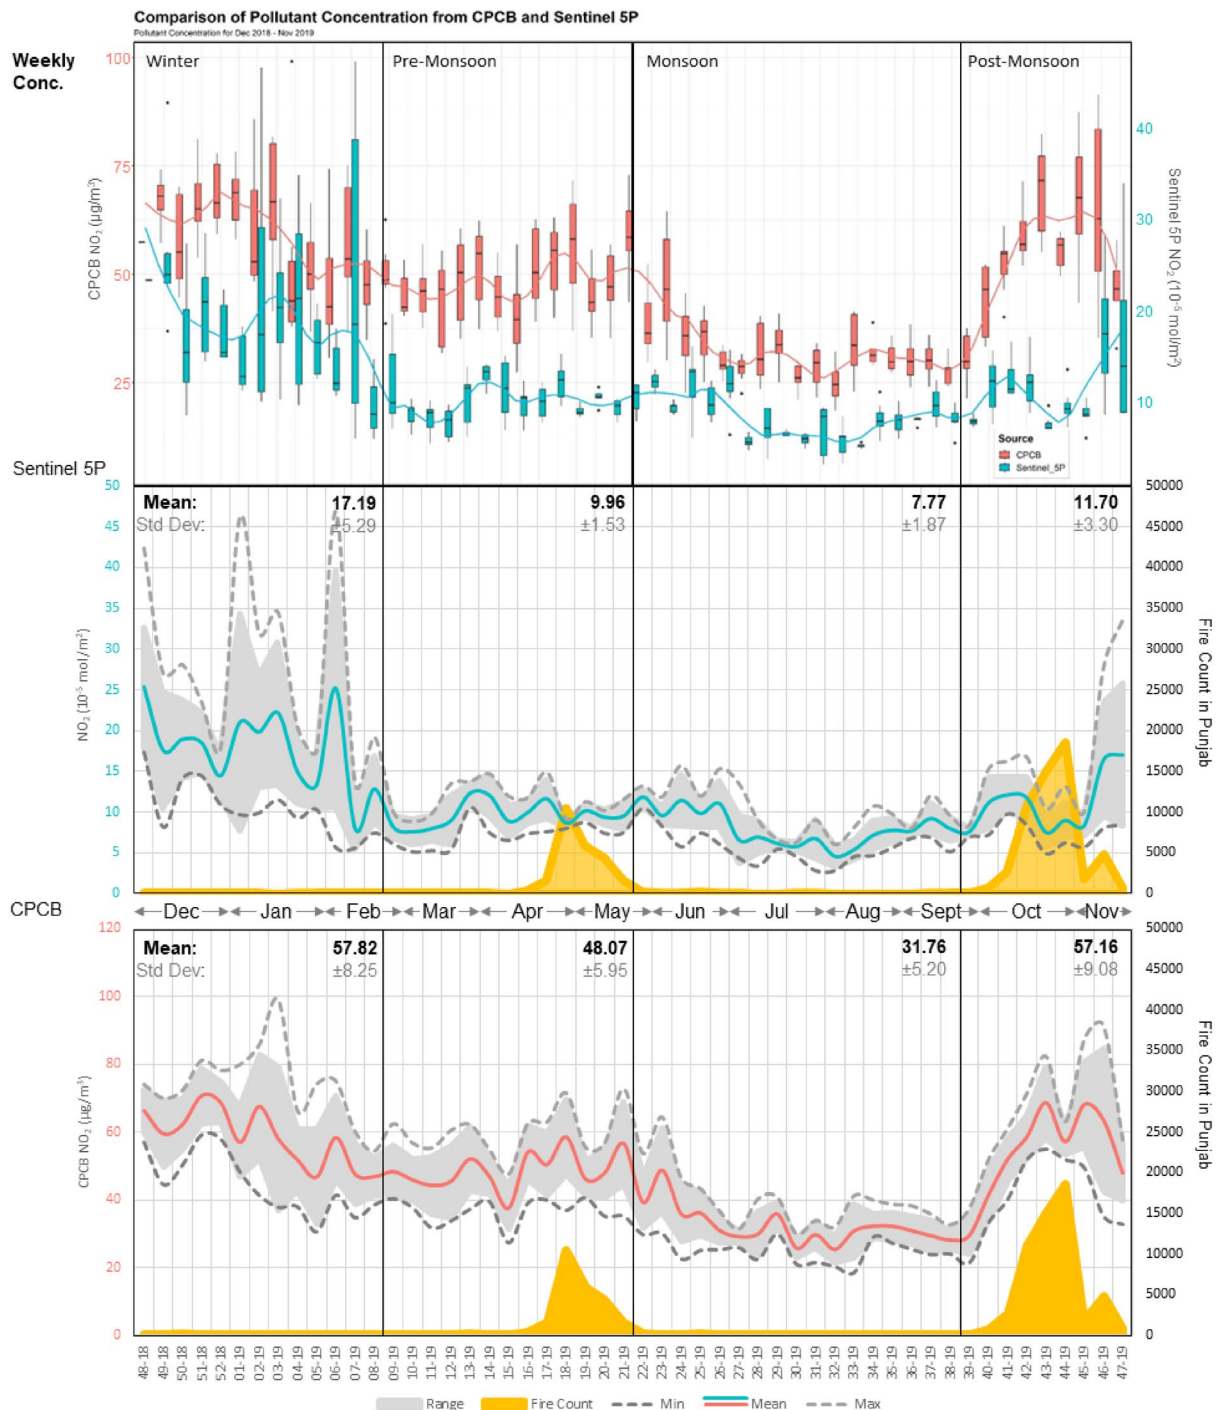 Comparison of Pollutant Concentration from CPCB and Sentinel 5P
Pollutant Concentration for Dec 2018 - Nov 2019
Weekly
Conc.
Winter
Pre-Monsoon
Monsoon
Post-Monsoon
100
75
50
25
CPCB NO₂ (µg/m³)
40
30
20
10
Sentinel 5P NO₂ (10⁻⁵ mol/m²)
Source
CPCB
Sentinel_5P
Sentinel 5P
Mean: 17.19 9.96 7.77 11.70
Std Dev: ±5.29 ±1.53 ±1.87 ±3.30
50
45
40
35
30
25
20
15
10
5
0
NO₂ (10⁻⁵ mol/m²)
50000
45000
40000
35000
30000
25000
20000
15000
10000
5000
0
Fire Count in Punjab
CPCB
Dec Jan Feb Mar Apr May Jun Jul Aug Sept Oct Nov
Mean: 57.82 48.07 31.76 57.16
Std Dev: ±8.25 ±5.95 ±5.20 ±9.08
120
100
80
60
40
20
0
CPCB NO₂ (µg/m³)
50000
45000
40000
35000
30000
25000
20000
15000
10000
5000
0
Fire Count in Punjab
48-18 49-18 50-18 51-18 52-18 01-19 02-19 03-19 04-19 05-19 06-19 07-19 08-19 09-19 10-19 11-19 12-19 13-19 14-19 15-19 16-19 17-19 18-19 19-19 20-19 21-19 22-19 23-19 24-19 25-19 26-19 27-19 28-19 29-19 30-19 31-19 32-19 33-19 34-19 35-19 36-19 37-19 38-19 39-19 40-19 41-19 42-19 43-19 44-19 45-19 46-19 47-19
Range Fire Count Min Mean Max